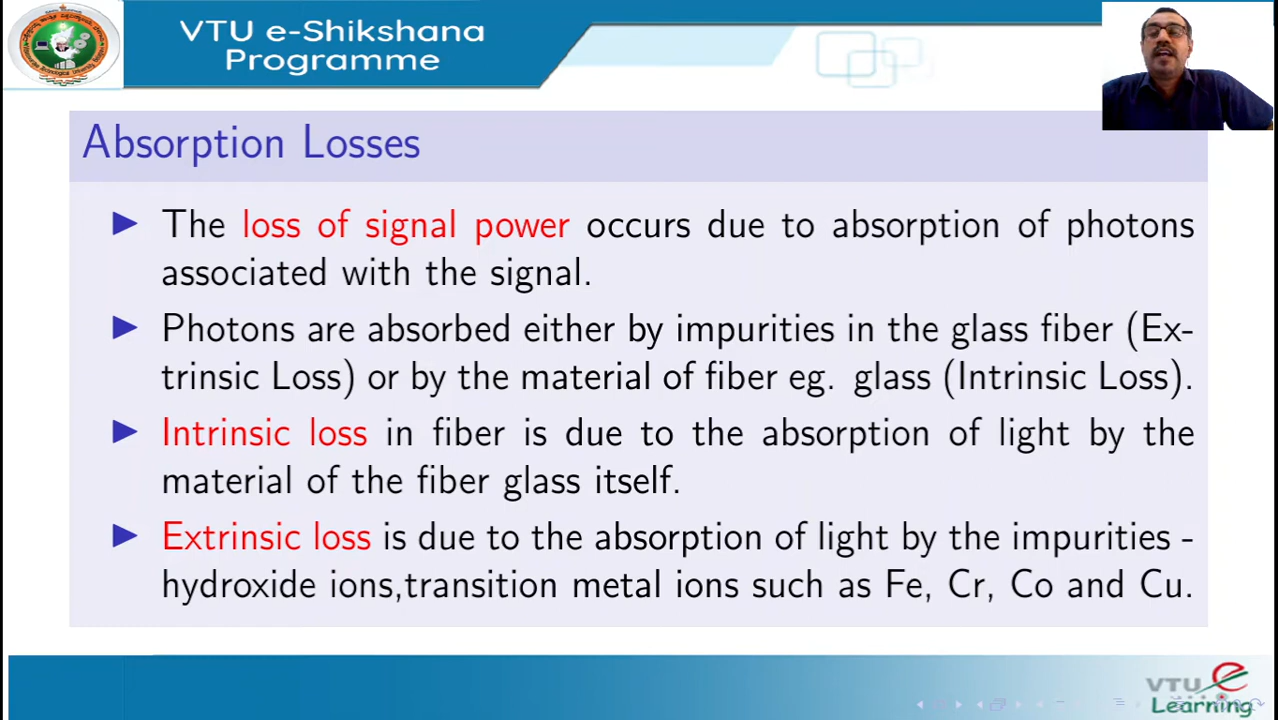 VTU e-Shikshana
Programme
Absorption Losses
The loss of signal power occurs due to absorption of photons
associated with the signal.
Photons are absorbed either by impurities in the glass fiber (Ex-
trinsic Loss) or by the material of fiber eg. glass (Intrinsic Loss).
Intrinsic loss in fiber is due to the absorption of light by the
material of the fiber glass itself.
Extrinsic loss is due to the absorption of light by the impurities -
hydroxide ions,transition metal ions such as Fe, Cr, Co and Cu.
VTU e
Learning